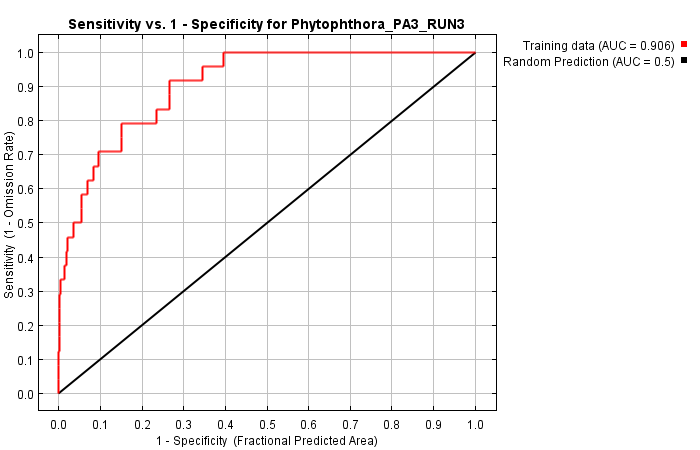 Sensitivity vs. 1 - Specificity for Phytophthora_PA3_RUN3
Training data (AUC = 0.906)
Random Prediction (AUC = 0.5)
Sensitivity (1 - Omission Rate)
1.0
0.9
0.8
0.7
0.6
0.5
0.4
0.3
0.2
0.1
0.0
0.0 0.1 0.2 0.3 0.4 0.5 0.6 0.7 0.8 0.9 1.0
1 - Specificity (Fractional Predicted Area)